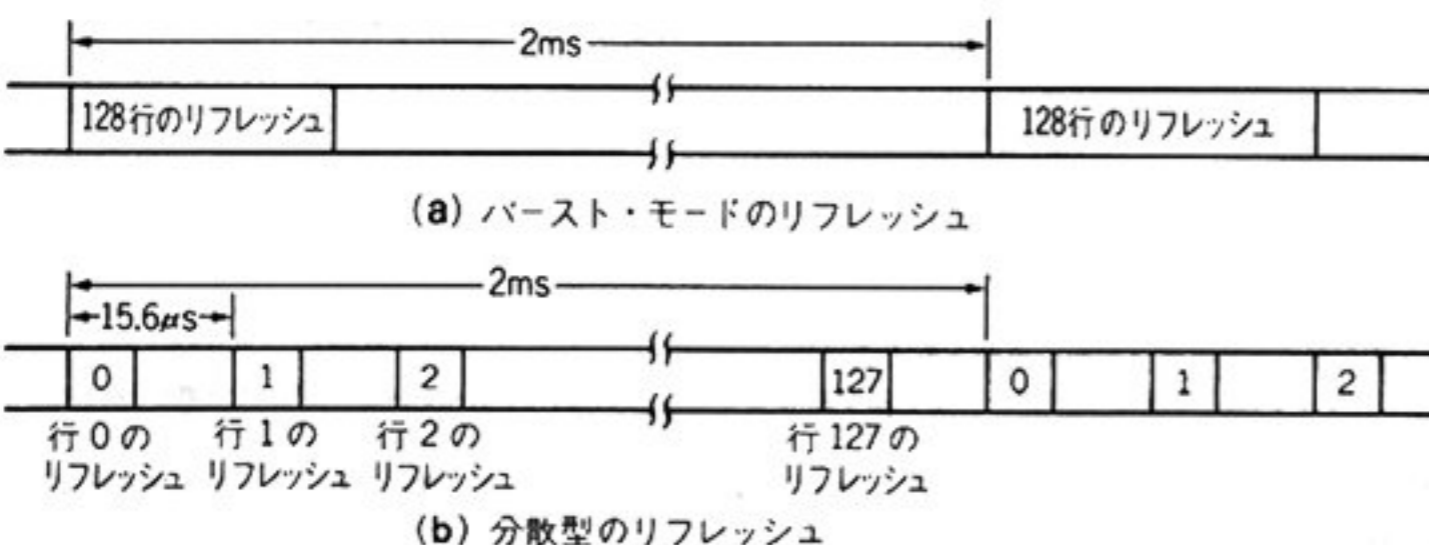 2ms
128行のリフレッシュ 128行のリフレッシュ
(a) バースト・モードのリフレッシュ
2ms
15.6μs
0 1 2 127 0 1 2
行0の 行1の 行2の 行127の
リフレッシュ リフレッシュ リフレッシュ リフレッシュ
(b) 分散型のリフレッシュ